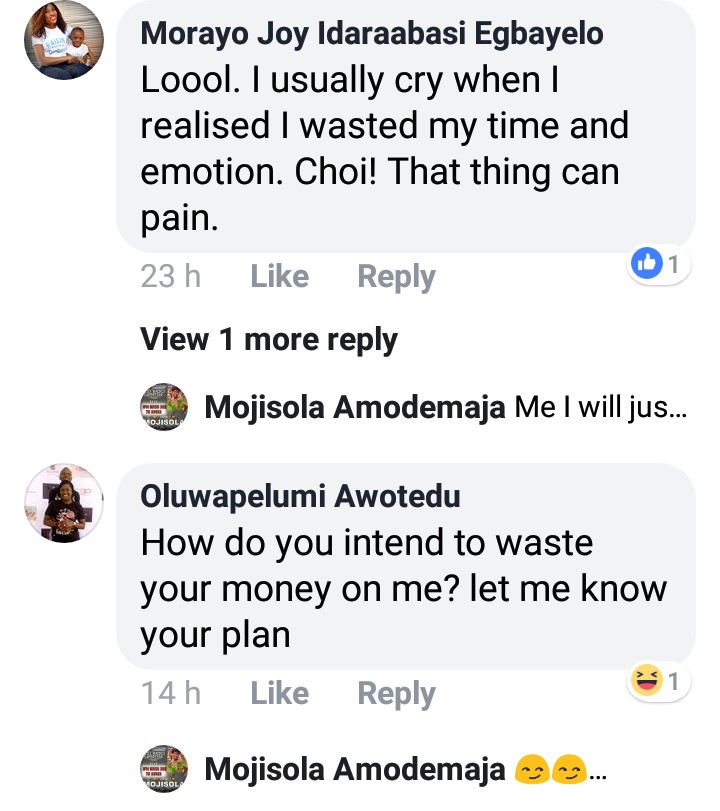 Morayo Joy Idaraabasi Egbayelo
Loool. I usually cry when I
realised I wasted my time and
emotion. Choi! That thing can
pain.
23 h Like Reply 1
View 1 more reply
Mojisola Amodemaja Me I will jus...
Oluwapelumi Awotedu
How do you intend to waste
your money on me? let me know
your plan
14 h Like Reply 1
Mojisola Amodemaja 😏😏...